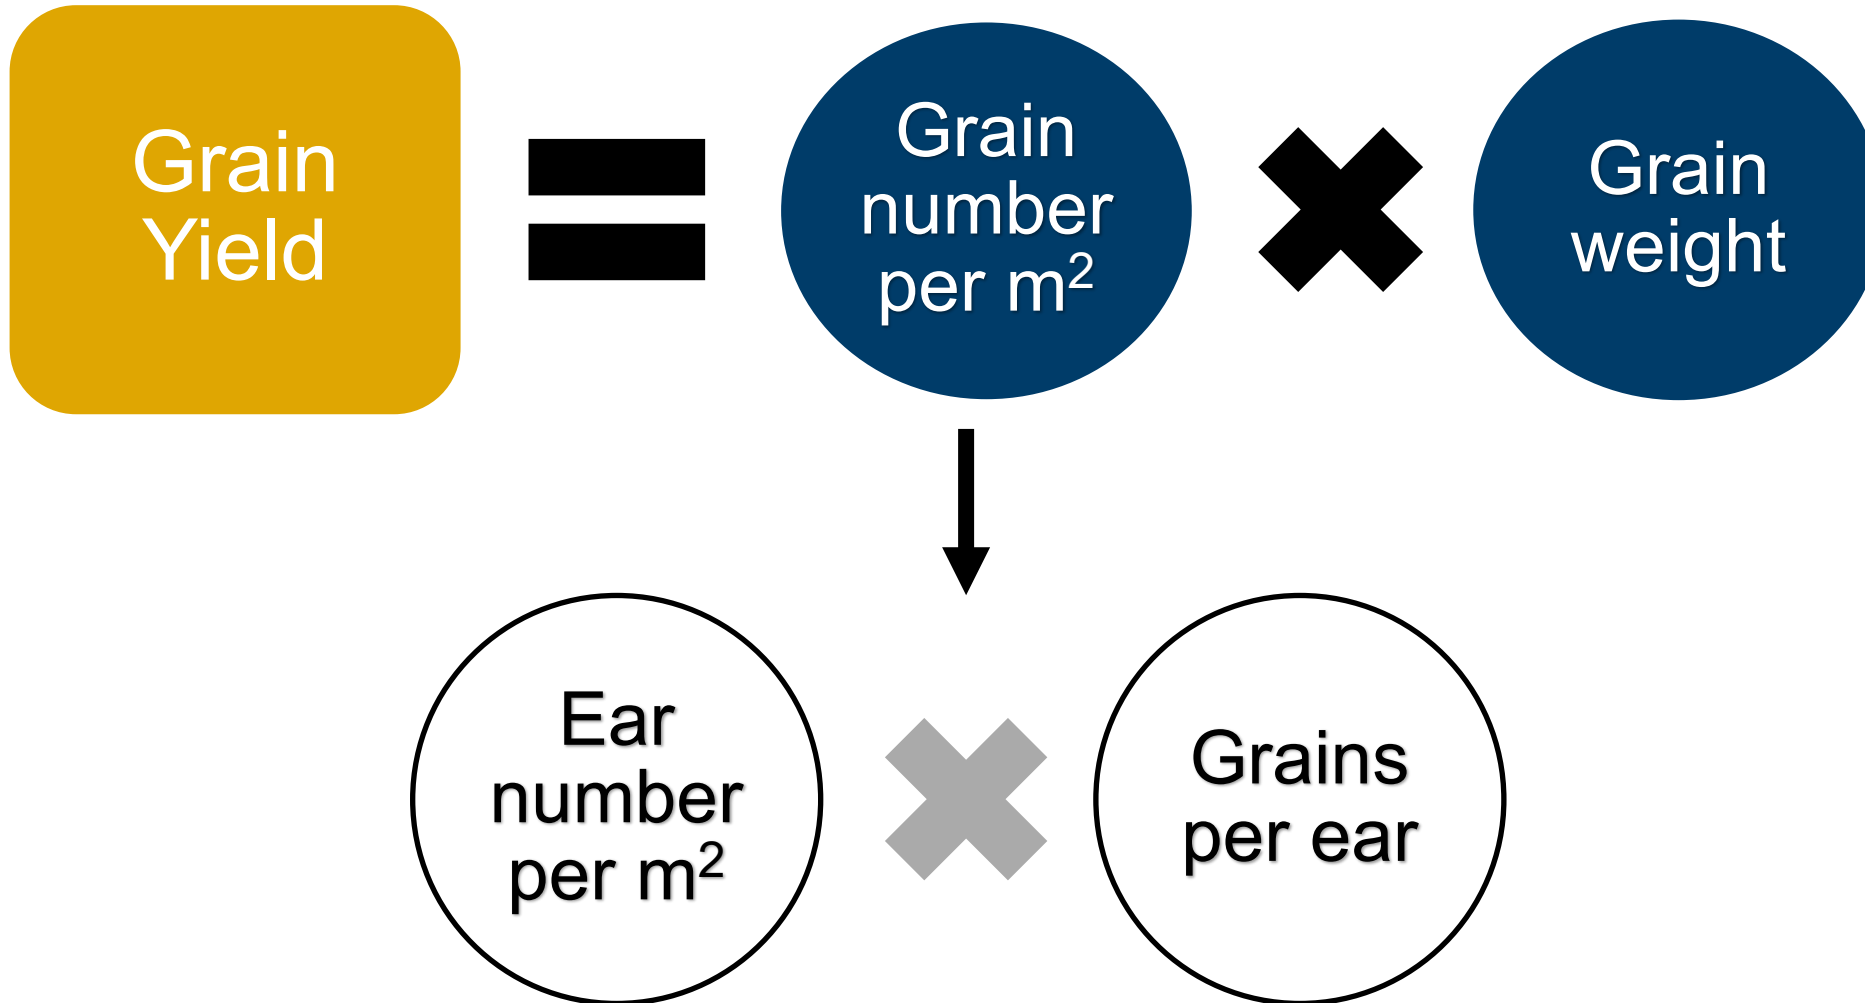 Grain
Yield
Grain
number
per m²
Grain
weight
Ear
number
per m²
Grains
per ear